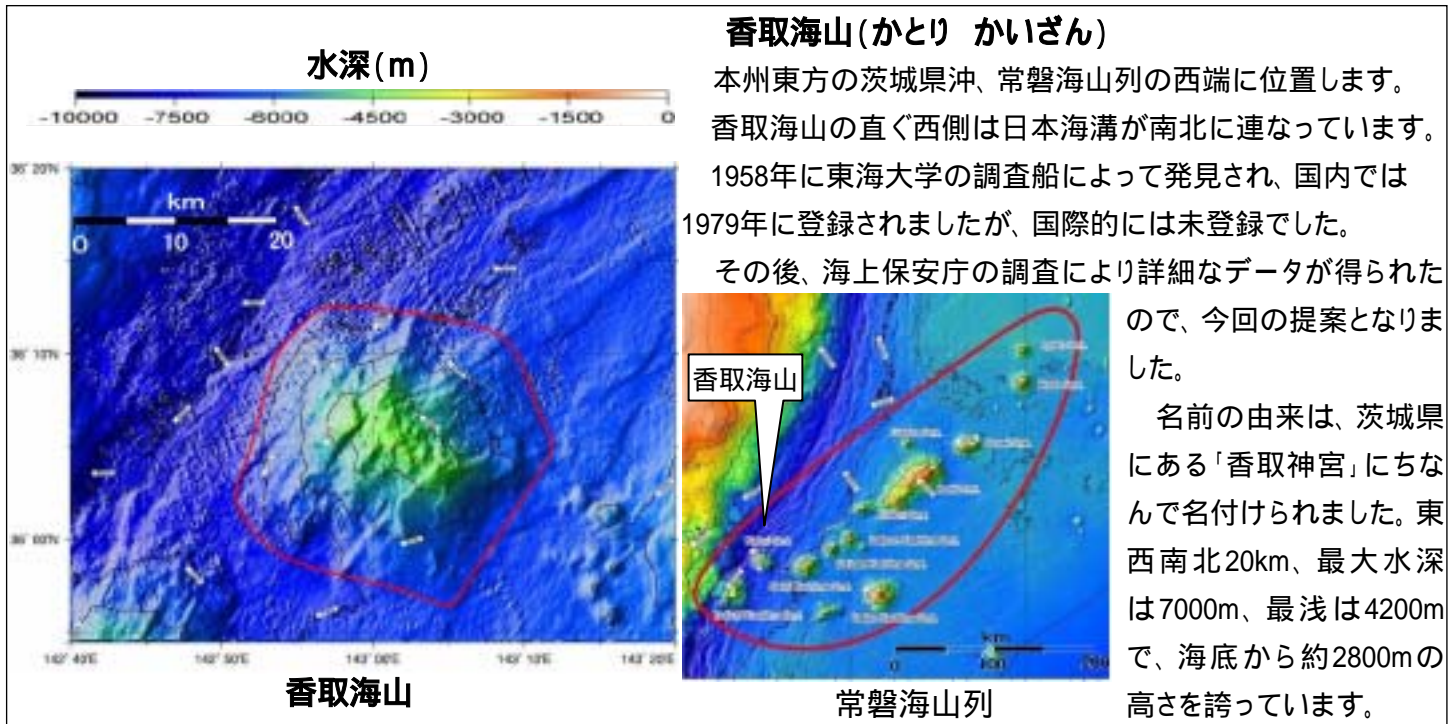 香取海山(かとり かいざん)
本州東方の茨城県沖、常磐海山列の西端に位置します。
香取海山の直ぐ西側は日本海溝が南北に連なっています。
1958年に東海大学の調査船によって発見され、国内では
1979年に登録されましたが、国際的には未登録でした。
その後、海上保安庁の調査により詳細なデータが得られた
ので、今回の提案となりま
した。
名前の由来は、茨城県
にある「香取神宮」にちな
んで名付けられました。東
西南北20km、最大水深
は7000m、最浅は4200m
で、海底から約2800mの
高さを誇っています。
水深(m)
-10000 -7500 -6000 -4500 -3000 -1500 0
36°20'N
km
0 10 20
36°10'N
36°00'N
香取海山
香取海山
km
常磐海山列